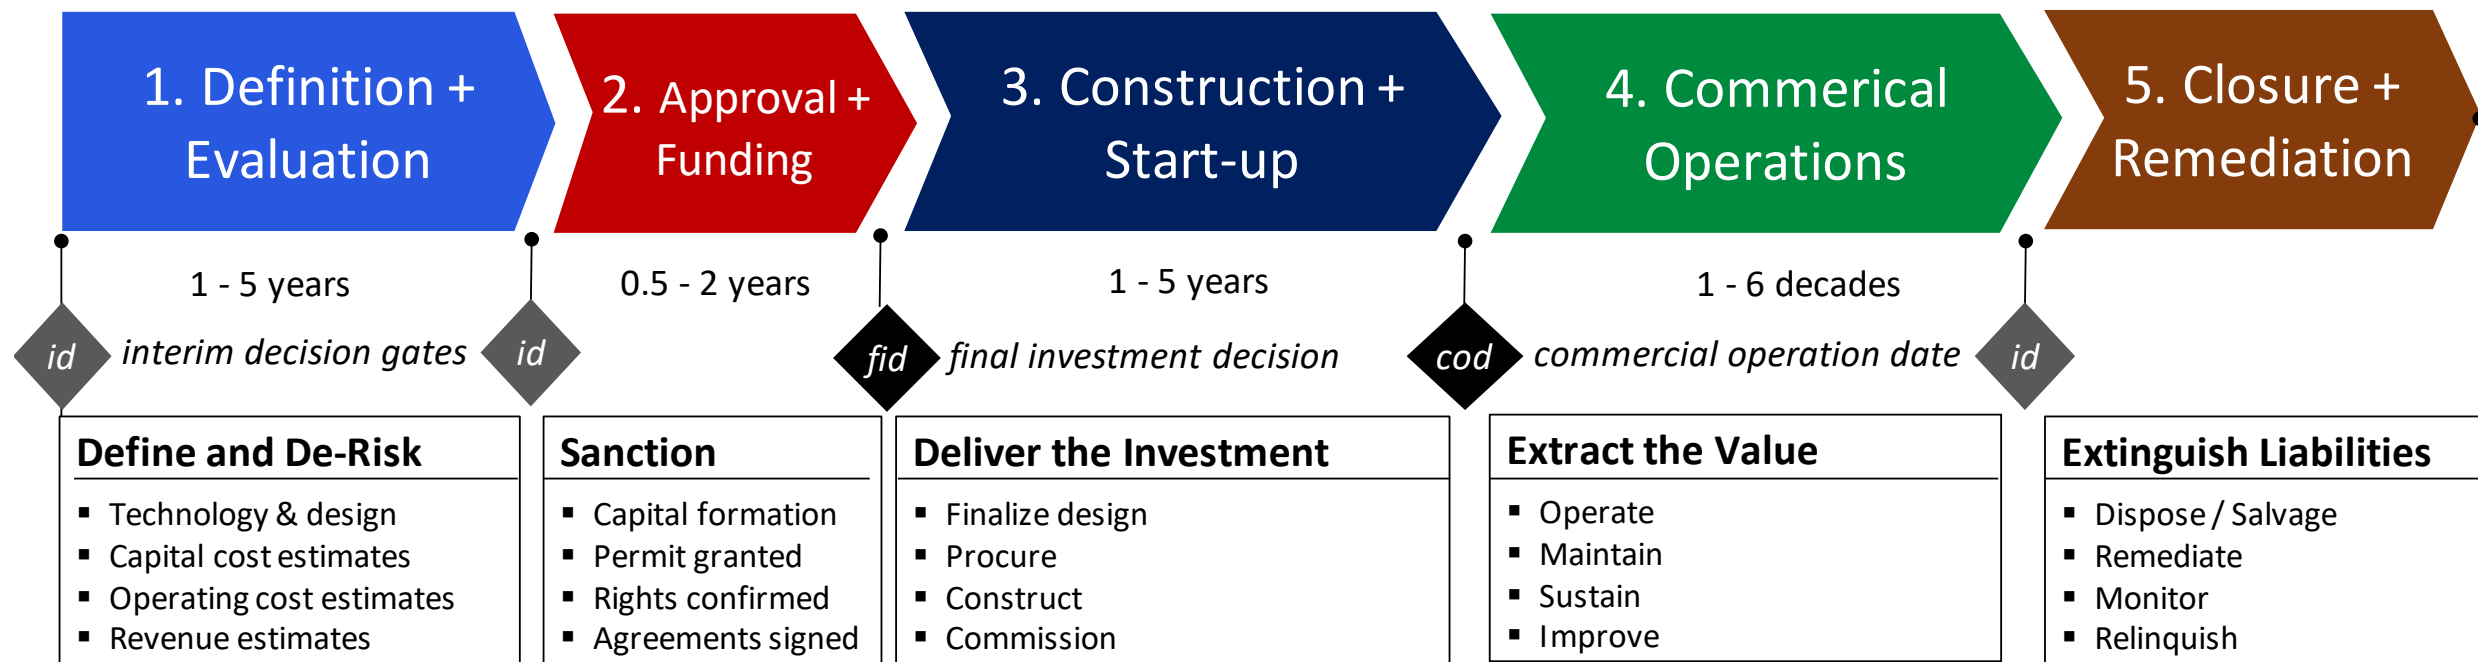 1. Definition +
Evaluation
2. Approval +
Funding
3. Construction +
Start-up
4. Commerical
Operations
5. Closure +
Remediation
1 - 5 years
0.5 - 2 years
1 - 5 years
1 - 6 decades
id
interim decision gates
id
fid
final investment decision
cod
commercial operation date
id
Define and De-Risk
▪ Technology & design
▪ Capital cost estimates
▪ Operating cost estimates
▪ Revenue estimates
Sanction
▪ Capital formation
▪ Permit granted
▪ Rights confirmed
▪ Agreements signed
Deliver the Investment
▪ Finalize design
▪ Procure
▪ Construct
▪ Commission
Extract the Value
▪ Operate
▪ Maintain
▪ Sustain
▪ Improve
Extinguish Liabilities
▪ Dispose / Salvage
▪ Remediate
▪ Monitor
▪ Relinquish